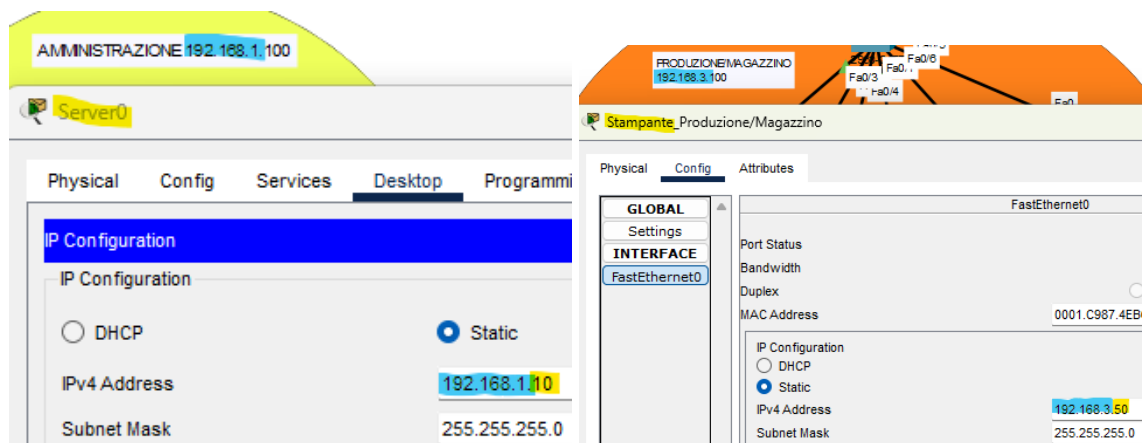 AMMINISTRAZIONE 192.168.1.100
Server0
Physical Config Services Desktop Programmi
IP Configuration
IP Configuration
DHCP Static
IPv4 Address 192.168.1.10
Subnet Mask 255.255.255.0
PRODUZIONE/MAGAZZINO
192.168.3.100
Fa0/6
Fa0/3
Fa0/4
Fa0
Stampante_Produzione/Magazzino
Physical Config Attributes
GLOBAL
Settings
INTERFACE
FastEthernet0
FastEthernet0
Port Status
Bandwidth
Duplex
MAC Address 0001.C987.4EB
IP Configuration
DHCP
Static
IPv4 Address 192.168.3.50
Subnet Mask 255.255.255.0